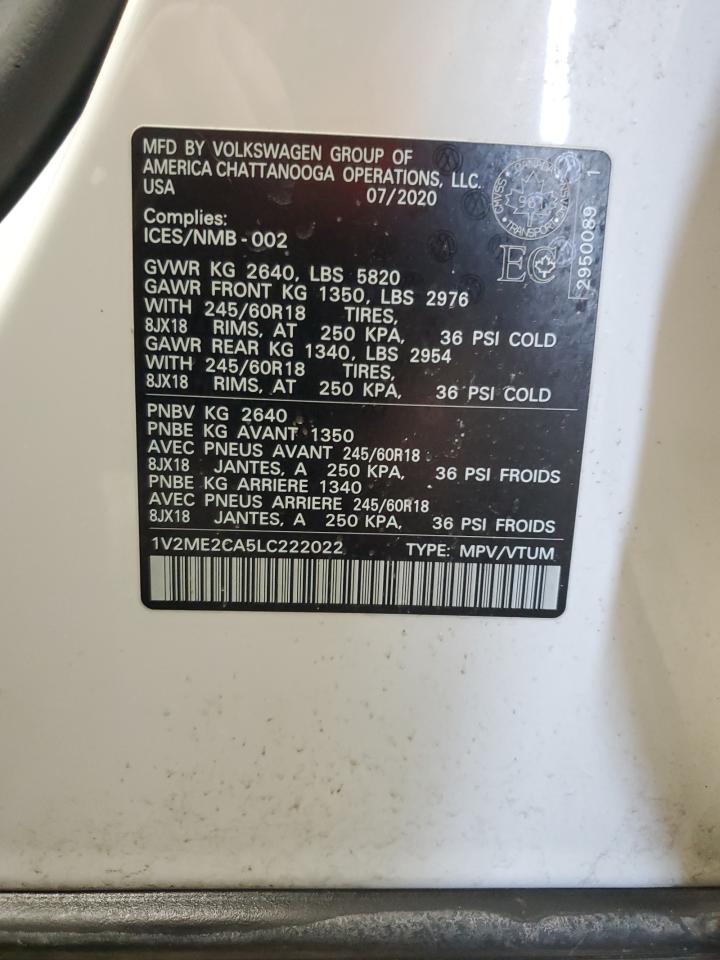 MFD BY VOLKSWAGEN GROUP OF
AMERICA CHATTANOOGA OPERATIONS, LLC.
USA 07/2020
Complies:
ICES/NMB-002
GVWR KG 2640, LBS 5820
GAWR FRONT KG 1350, LBS 2976
WITH 245/60R18 TIRES,
8JX18 RIMS, AT 250 KPA, 36 PSI COLD
GAWR REAR KG 1340, LBS 2954
WITH 245/60R18 TIRES,
8JX18 RIMS, AT 250 KPA, 36 PSI COLD
PNBV KG 2640
PNBE KG AVANT 1350
AVEC PNEUS AVANT 245/60R18
8JX18 JANTES, A 250 KPA, 36 PSI FROIDS
PNBE KG ARRIERE 1340
AVEC PNEUS ARRIERE 245/60R18
8JX18 JANTES, A 250 KPA, 36 PSI FROIDS
1V2ME2CA5LC222022 TYPE: MPV/VTUM
CMVSS
TRANSPORT
EC
2950089 1